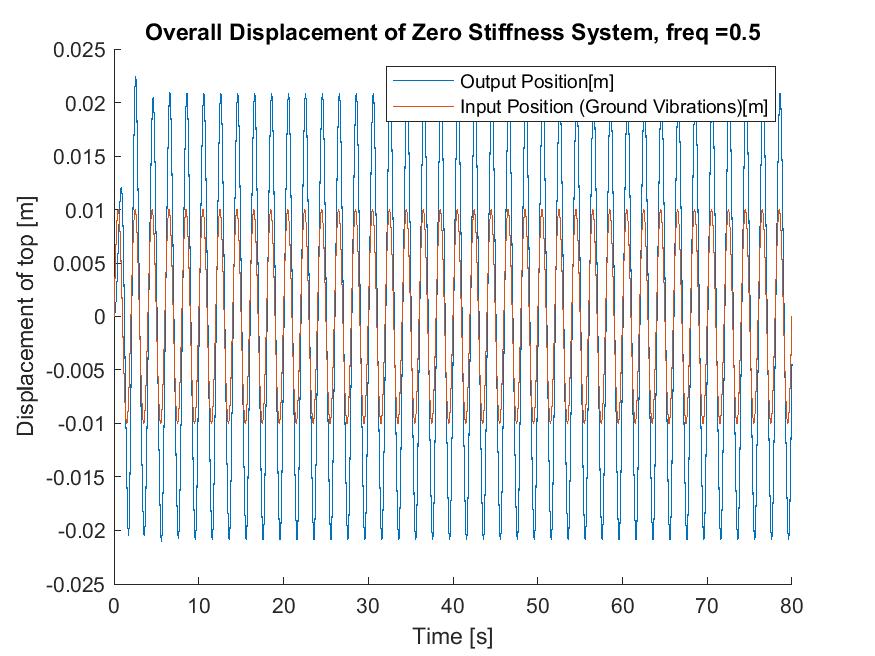 Overall Displacement of Zero Stiffness System, freq =0.5
Output Position[m]
Input Position (Ground Vibrations)[m]
Displacement of top [m]
0.025
0.02
0.015
0.01
0.005
0
-0.005
-0.01
-0.015
-0.02
-0.025
0 10 20 30 40 50 60 70 80
Time [s]